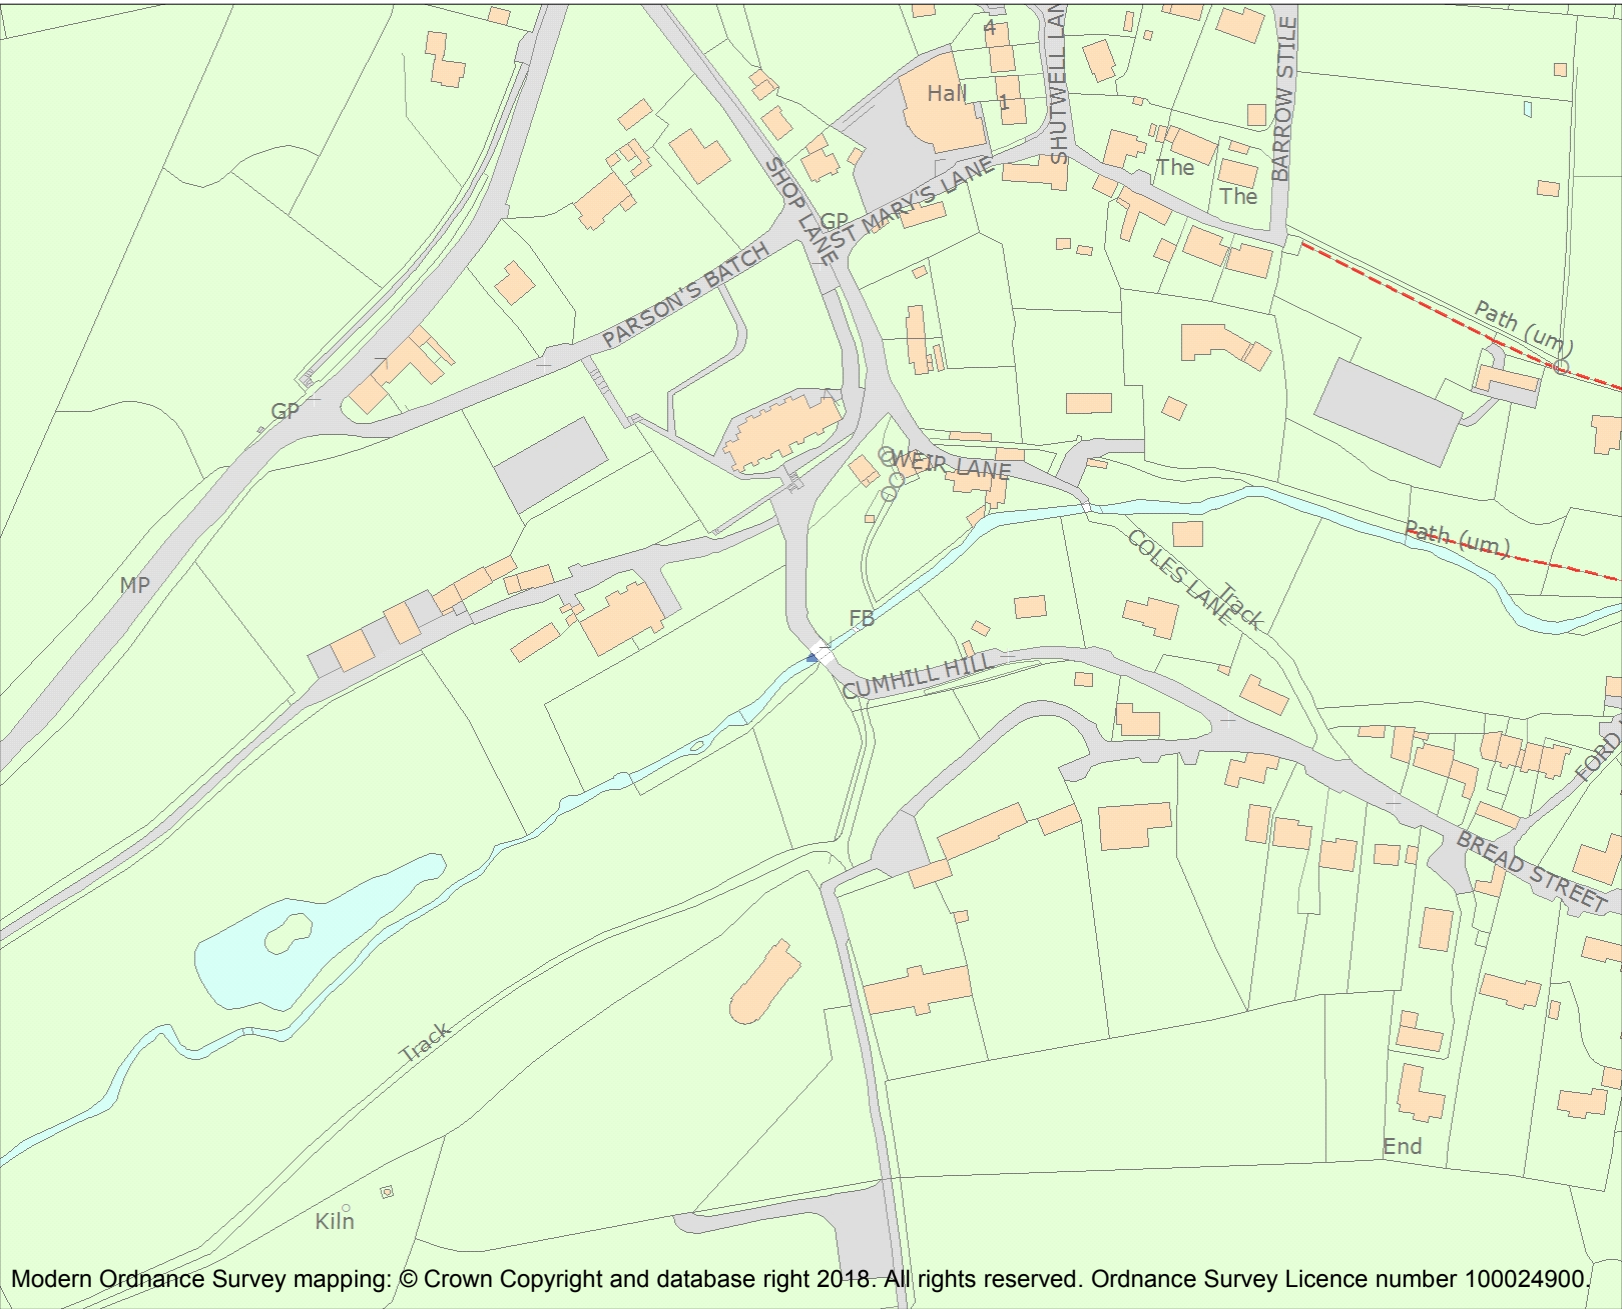 4
SHUTWELL LAN
BARROW STILE
Hall
1
SHOP LANE
The
The
GP
ST MARY'S LANE
PARSON'S BATCH
Path (um)
GP
WEIR LANE
Path (um)
COLES LANE
Track
MP
FB
CUMHILL HILL
FORD
BREAD STREET
Track
End
Kiln
Modern Ordnance Survey mapping: © Crown Copyright and database right 2018. All rights reserved. Ordnance Survey Licence number 100024900.